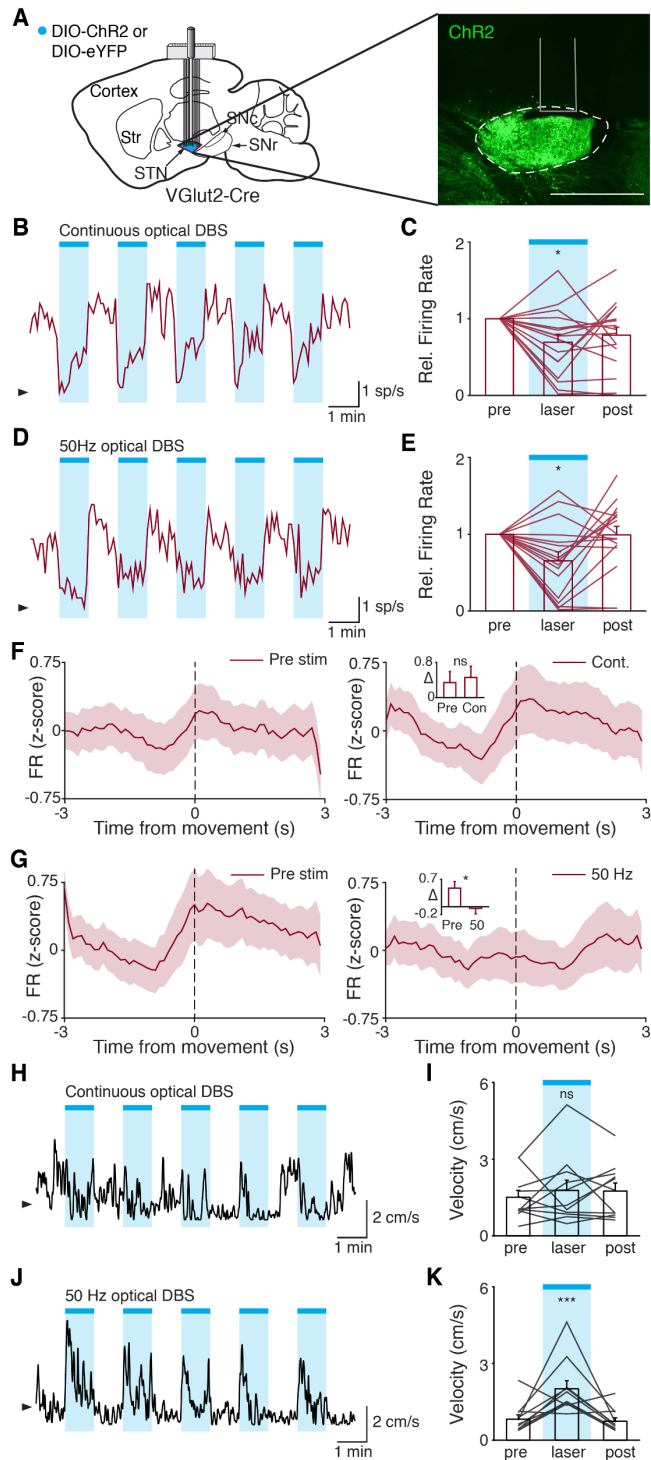 A
DIO-ChR2 or
DIO-eYFP
Cortex
Str
STN
SNc
SNr
VGlut2-Cre
ChR2
B
Continuous optical DBS
1 sp/s
1 min
C
2
1
0
Rel. Firing Rate
*
pre laser post
D
50Hz optical DBS
1 sp/s
1 min
E
2
1
0
Rel. Firing Rate
*
pre laser post
F
0.75
0
-0.75
FR (z-score)
Pre stim
-3 0 3
Time from movement (s)
0.75
0
-0.75
FR (z-score)
0.8
Δ
0
ns
Pre Con
Cont.
-3 0 3
Time from movement (s)
G
0.75
0
-0.75
FR (z-score)
Pre stim
-3 0 3
Time from movement (s)
0.75
0
-0.75
FR (z-score)
0.7
Δ
-0.2
*
Pre 50
50 Hz
-3 0 3
Time from movement (s)
H
Continuous optical DBS
2 cm/s
1 min
I
6
3
0
Velocity (cm/s)
ns
pre laser post
J
50 Hz optical DBS
2 cm/s
1 min
K
6
3
0
Velocity (cm/s)
***
pre laser post